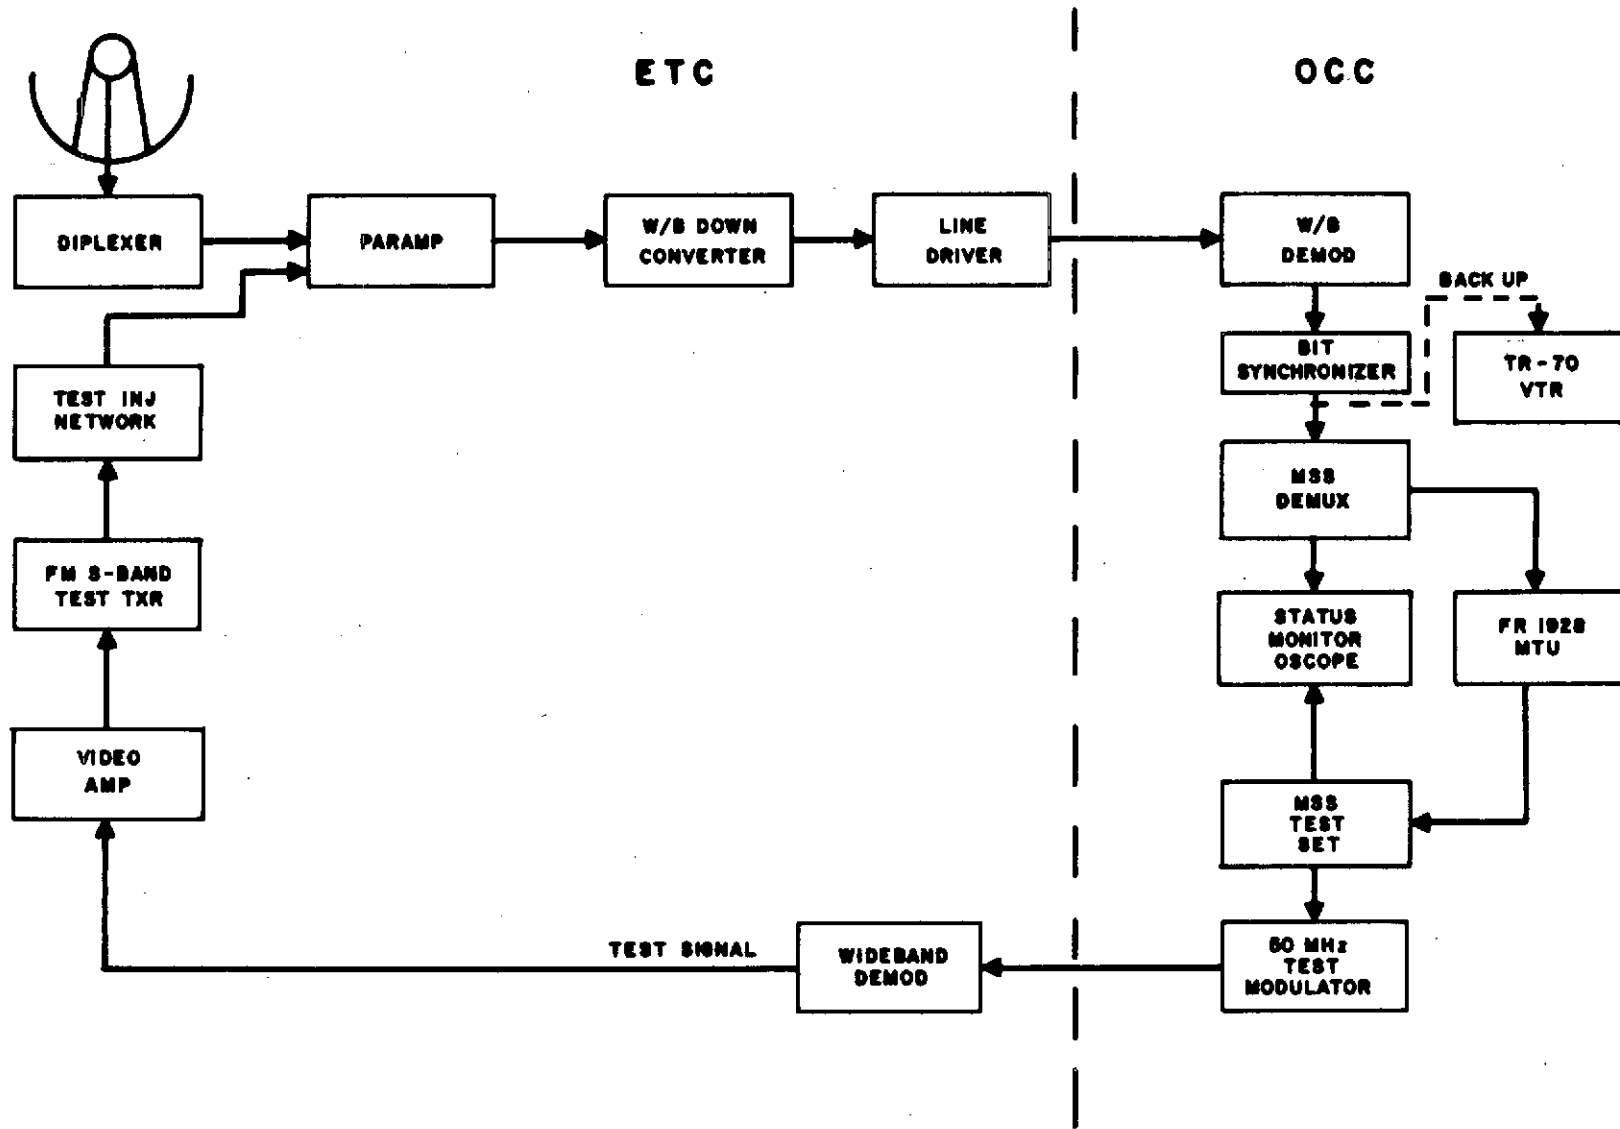 ETC
OCC
DIPLEXER
PARAMP
W/B DOWN
CONVERTER
LINE
DRIVER
W/B
DEMOD
BACK UP
BIT
SYNCHRONIZER
TR-70
VTR
TEST INJ
NETWORK
MSS
DEMUX
FM S-BAND
TEST TXR
STATUS
MONITOR
OSCOPE
FR 1928
MTU
VIDEO
AMP
MSS
TEST
SET
TEST SIGNAL
WIDEBAND
DEMOD
50 MHz
TEST
MODULATOR